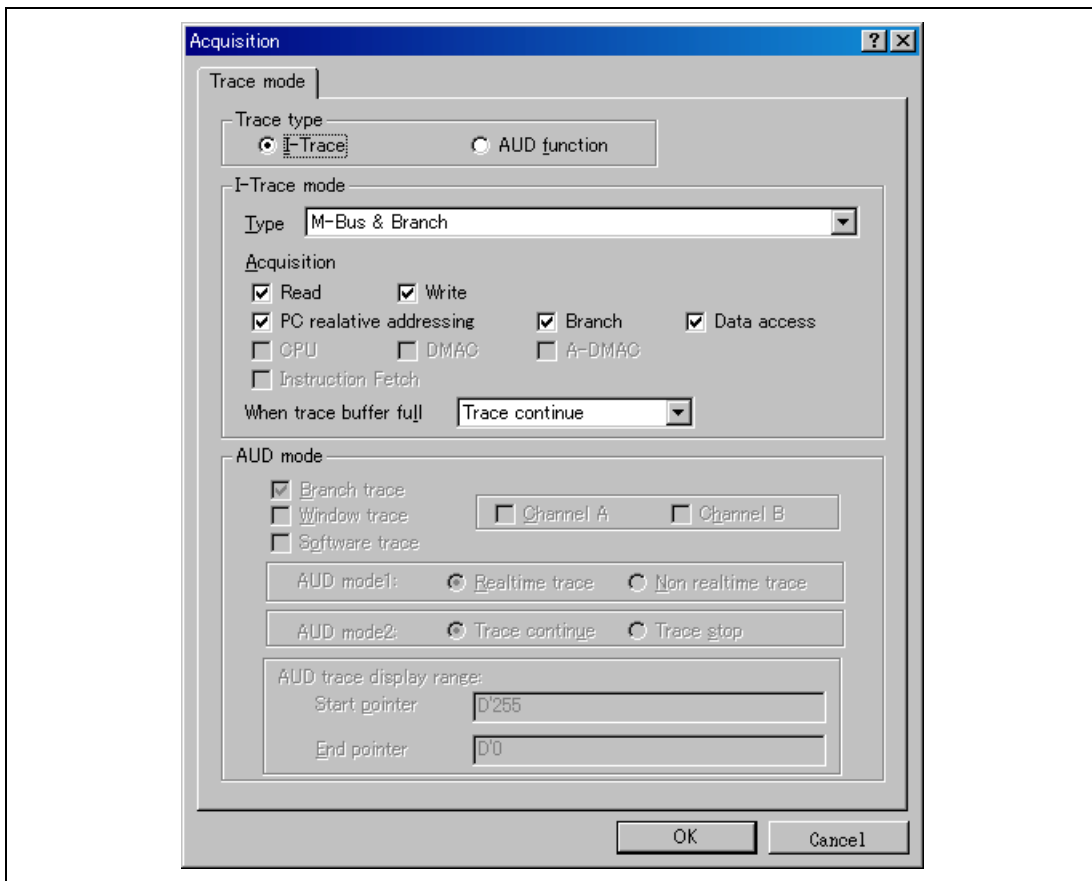 Acquisition
Trace mode
Trace type
I-Trace AUD function
I-Trace mode
Type M-Bus & Branch
Acquisition
Read Write
PC realative addressing Branch Data access
CPU DMAC A-DMAC
Instruction Fetch
When trace buffer full Trace continue
AUD mode
Branch trace
Window trace Channel A Channel B
Software trace
AUD mode1: Realtime trace Non realtime trace
AUD mode2: Trace continue Trace stop
AUD trace display range:
Start pointer D'255
End pointer D'0
OK Cancel